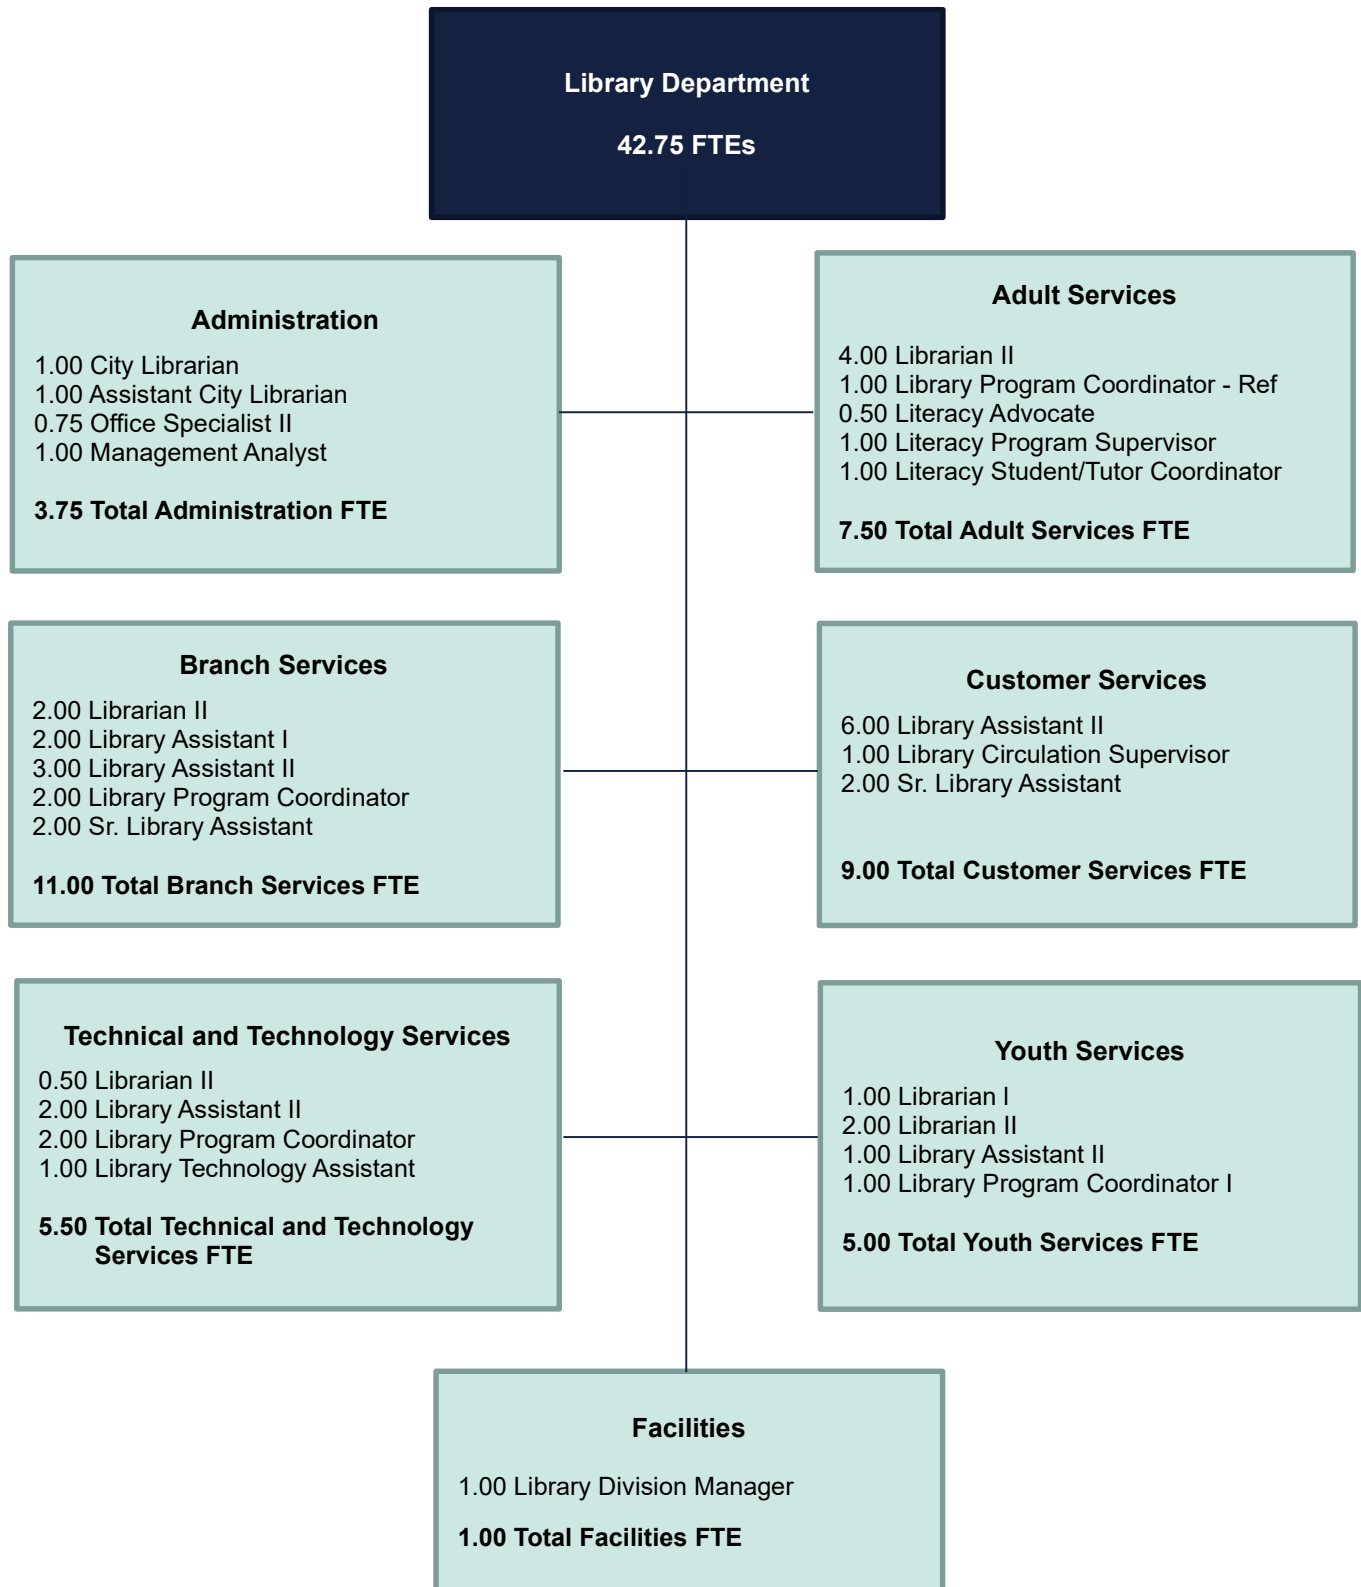 Library Department
42.75 FTEs
Administration
1.00 City Librarian
1.00 Assistant City Librarian
0.75 Office Specialist II
1.00 Management Analyst
3.75 Total Administration FTE
Adult Services
4.00 Librarian II
1.00 Library Program Coordinator - Ref
0.50 Literacy Advocate
1.00 Literacy Program Supervisor
1.00 Literacy Student/Tutor Coordinator
7.50 Total Adult Services FTE
Branch Services
2.00 Librarian II
2.00 Library Assistant I
3.00 Library Assistant II
2.00 Library Program Coordinator
2.00 Sr. Library Assistant
11.00 Total Branch Services FTE
Customer Services
6.00 Library Assistant II
1.00 Library Circulation Supervisor
2.00 Sr. Library Assistant
9.00 Total Customer Services FTE
Technical and Technology Services
0.50 Librarian II
2.00 Library Assistant II
2.00 Library Program Coordinator
1.00 Library Technology Assistant
5.50 Total Technical and Technology
Services FTE
Youth Services
1.00 Librarian I
2.00 Librarian II
1.00 Library Assistant II
1.00 Library Program Coordinator I
5.00 Total Youth Services FTE
Facilities
1.00 Library Division Manager
1.00 Total Facilities FTE